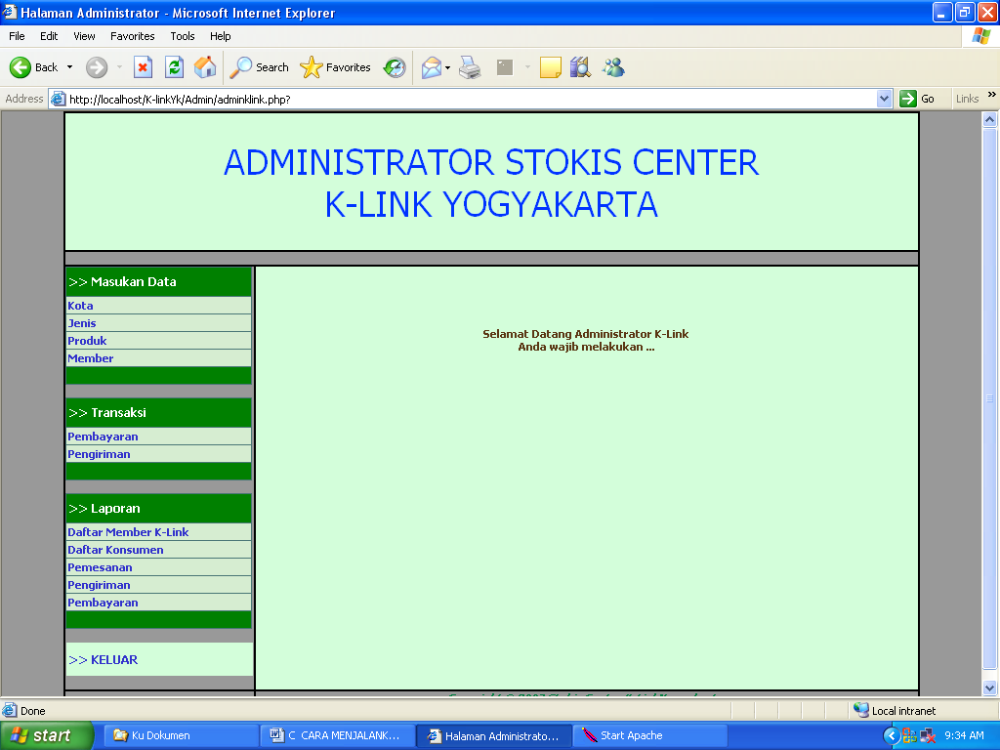 Halaman Administrator - Microsoft Internet Explorer
File Edit View Favorites Tools Help
Back Search Favorites
Address http://localhost/K-linkYk/Admin/adminklink.php? Go Links »
ADMINISTRATOR STOKIS CENTER
K-LINK YOGYAKARTA
>> Masukan Data
Kota
Jenis
Produk
Member
Selamat Datang Administrator K-Link
Anda wajib melakukan ...
>> Transaksi
Pembayaran
Pengiriman
>> Laporan
Daftar Member K-Link
Daftar Konsumen
Pemesanan
Pengiriman
Pembayaran
>> KELUAR
Done Local intranet
start Ku Dokumen C CARA MENJALANK... Halaman Administrato... Start Apache 9:34 AM